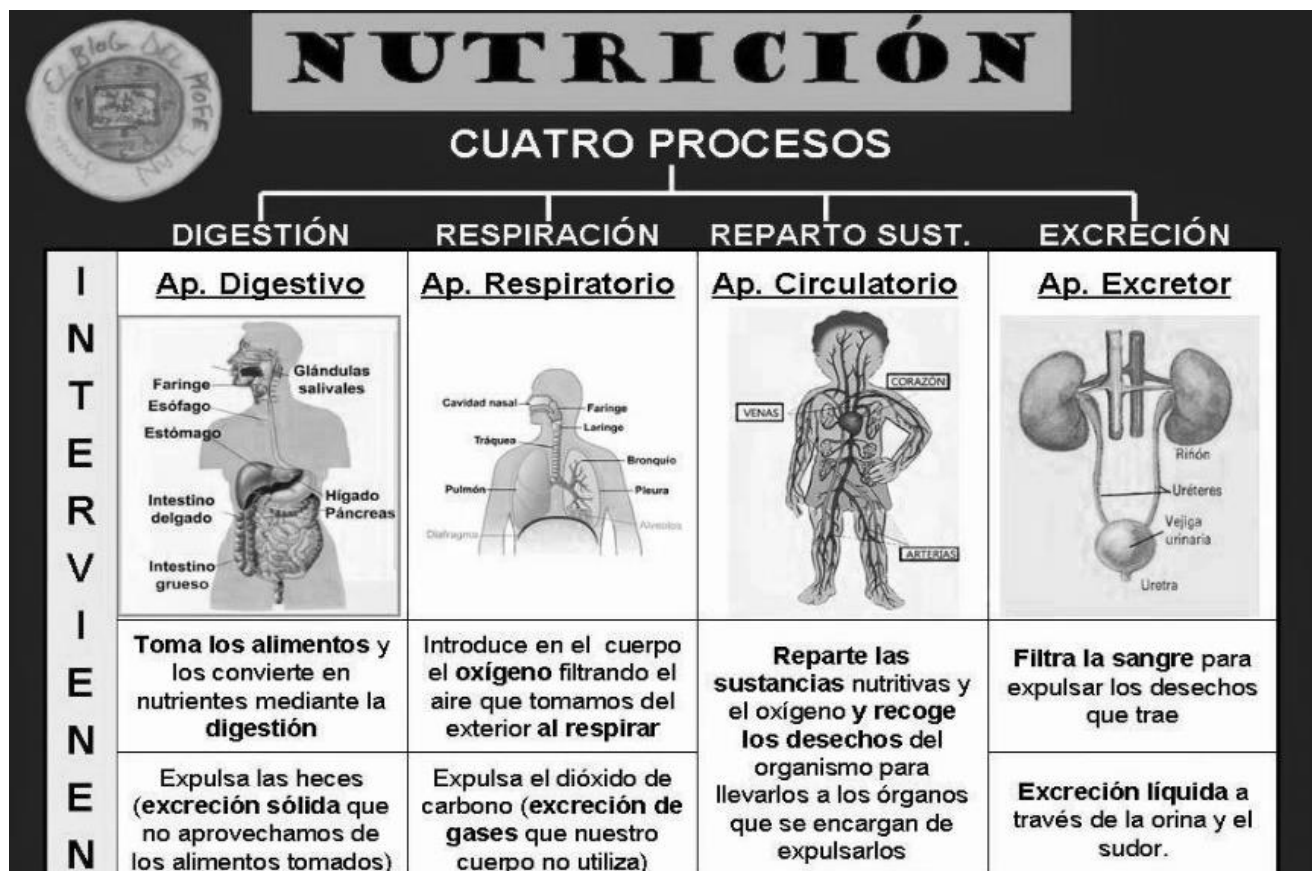 EL BLOG DEL PROFE JUAN
NUTRICIÓN
CUATRO PROCESOS
DIGESTIÓN
RESPIRACIÓN
REPARTO SUST.
EXCRECIÓN
INTERVIENEN
Ap. Digestivo
Faringe
Esófago
Estómago
Glándulas
salivales
Intestino
delgado
Hígado
Páncreas
Intestino
grueso
Toma los alimentos y
los convierte en
nutrientes mediante la
digestión
Expulsa las heces
(excreción sólida que
no aprovechamos de
los alimentos tomados)
Ap. Respiratorio
Cavidad nasal
Faringe
Laringe
Tráquea
Bronquio
Pulmón
Pleura
Alveolos
Diafragma
Introduce en el cuerpo
el oxígeno filtrando el
aire que tomamos del
exterior al respirar
Expulsa el dióxido de
carbono (excreción de
gases que nuestro
cuerpo no utiliza)
Ap. Circulatorio
CORAZÓN
VENAS
ARTERIAS
Reparte las
sustancias nutritivas y
el oxígeno y recoge
los desechos del
organismo para
llevarlos a los órganos
que se encargan de
expulsarlos
Ap. Excretor
Riñón
Uréteres
Vejiga
urinaria
Uretra
Filtra la sangre para
expulsar los desechos
que trae
Excreción líquida a
través de la orina y el
sudor.